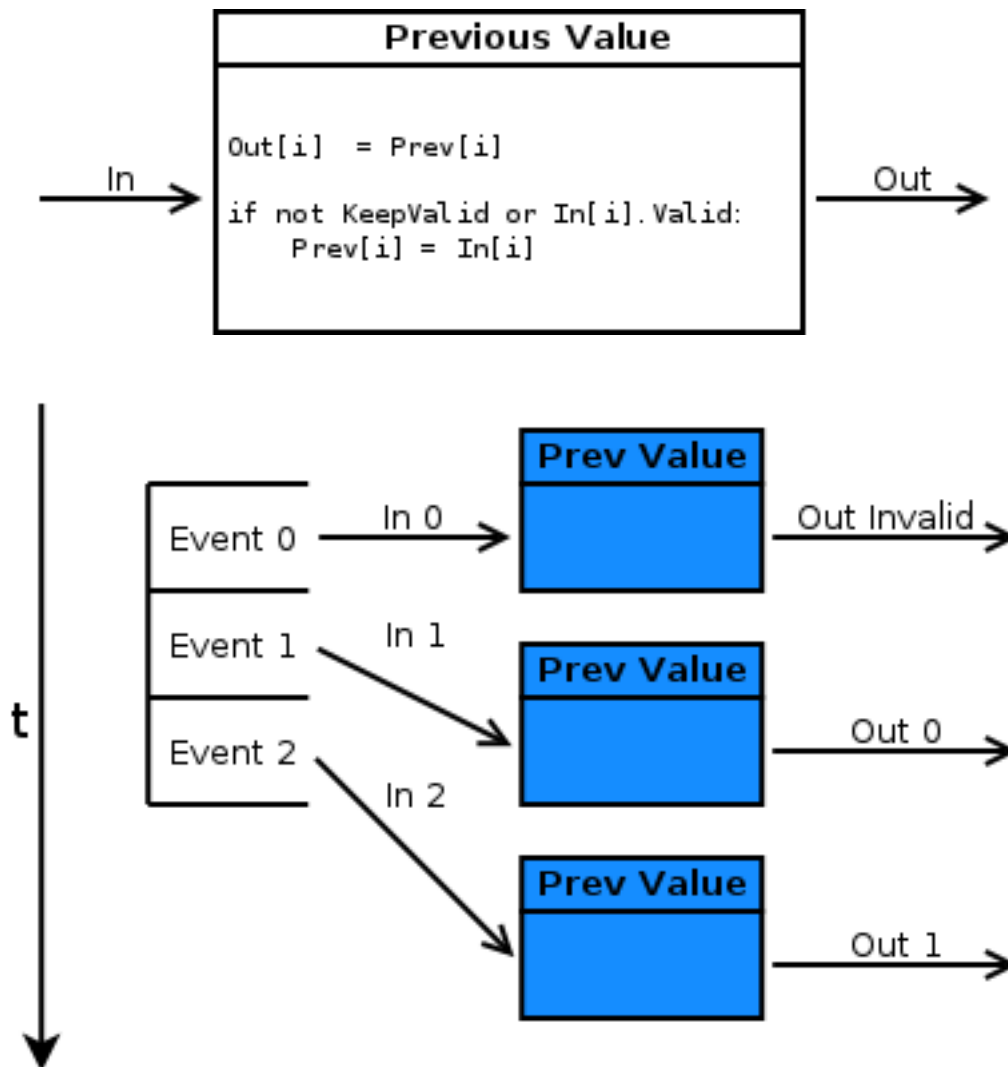 Previous Value
Out[i]  = Prev[i]
In
Out
if not KeepValid or In[i].Valid:
    Prev[i] = In[i]
Prev Value
Event 0
In 0
Out Invalid
Event 1
In 1
Prev Value
t
Event 2
In 2
Out 0
Prev Value
Out 1